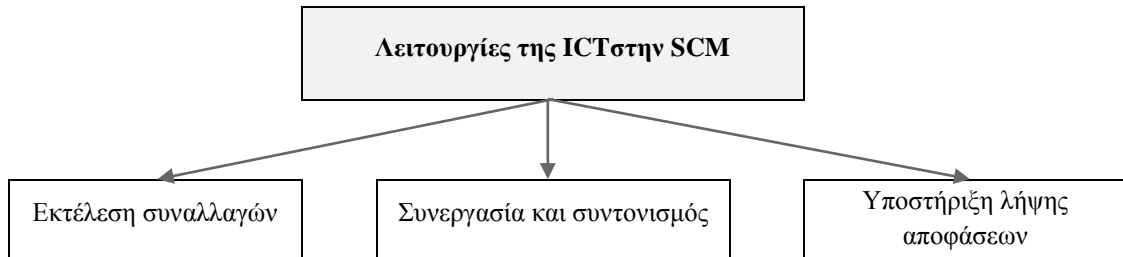 Λειτουργίες της ICTστην SCM
Εκτέλεση συναλλαγών
Συνεργασία και συντονισμός
Υποστήριξη λήψης
αποφάσεων